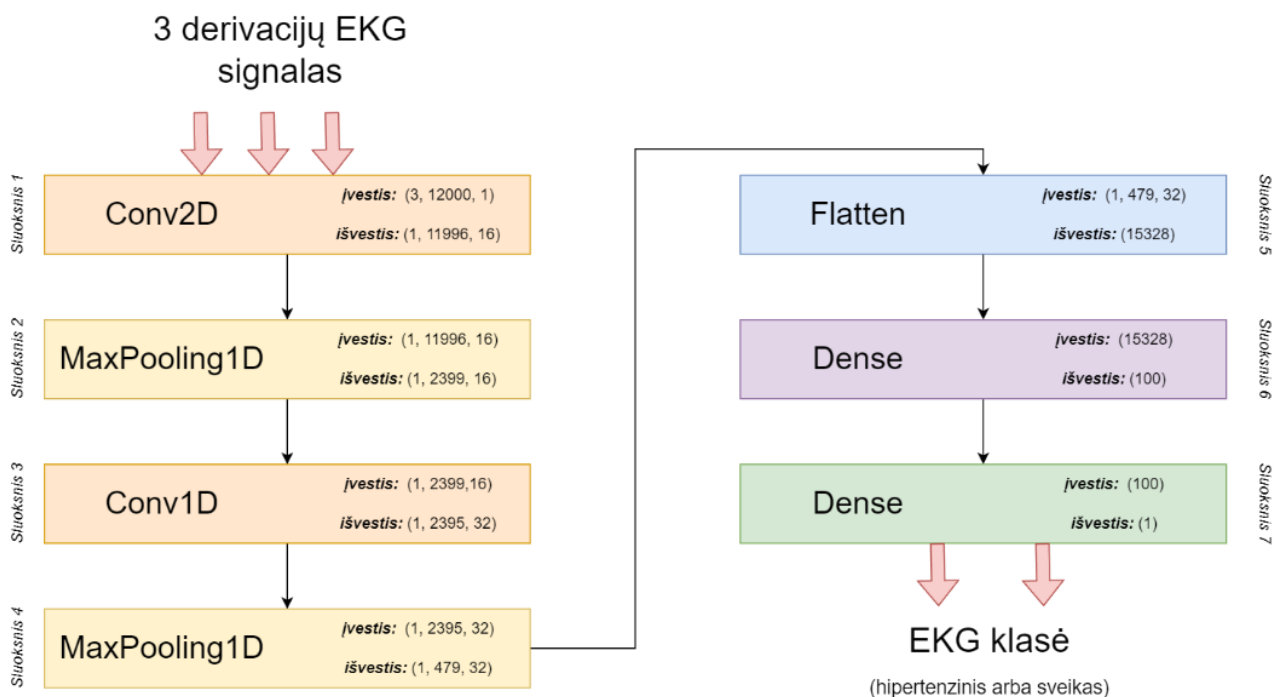 3 derivacijų EKG
signalas
Sluoksnis 1
Conv2D
įvestis: (3, 12000, 1)
išvestis: (1, 11996, 16)
Sluoksnis 2
MaxPooling1D
įvestis: (1, 11996, 16)
išvestis: (1, 2399, 16)
Sluoksnis 3
Conv1D
įvestis: (1, 2399,16)
išvestis: (1, 2395, 32)
Sluoksnis 4
MaxPooling1D
įvestis: (1, 2395, 32)
išvestis: (1, 479, 32)
Flatten
įvestis: (1, 479, 32)
išvestis: (15328)
Sluoksnis 5
Dense
įvestis: (15328)
išvestis: (100)
Sluoksnis 6
Dense
įvestis: (100)
išvestis: (1)
Sluoksnis 7
EKG klasė
(hipertenzinis arba sveikas)